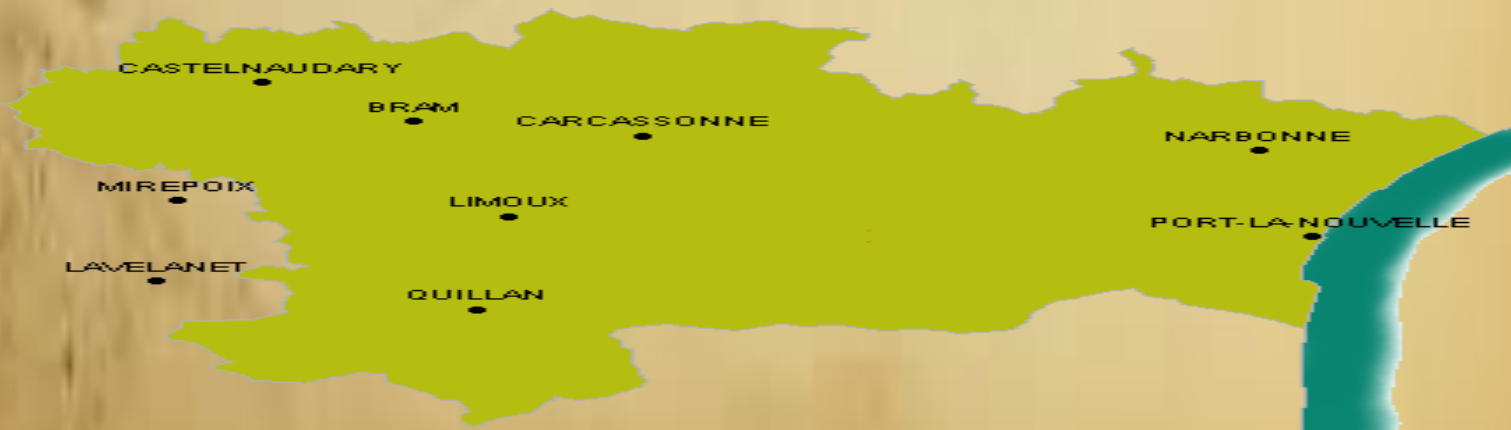 CASTELNAUDARY
BRAM
CARCASSONNE
NARBONNE
MIREPOIX
LIMOUX
PORT-LA-NOUVELLE
LAVELANET
QUILLAN